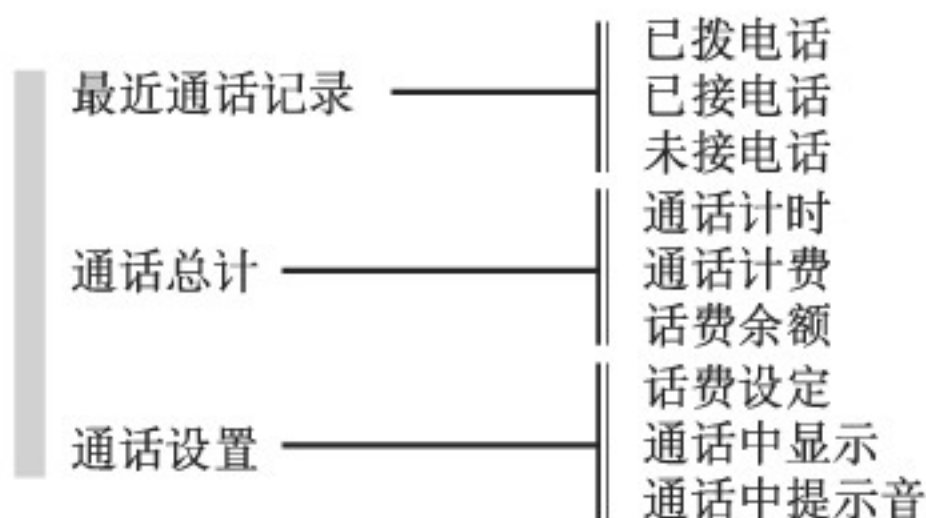 最近通话记录
已拨电话
已接电话
未接电话
通话总计
通话计时
通话计费
话费余额
通话设置
话费设定
通话中显示
通话中提示音